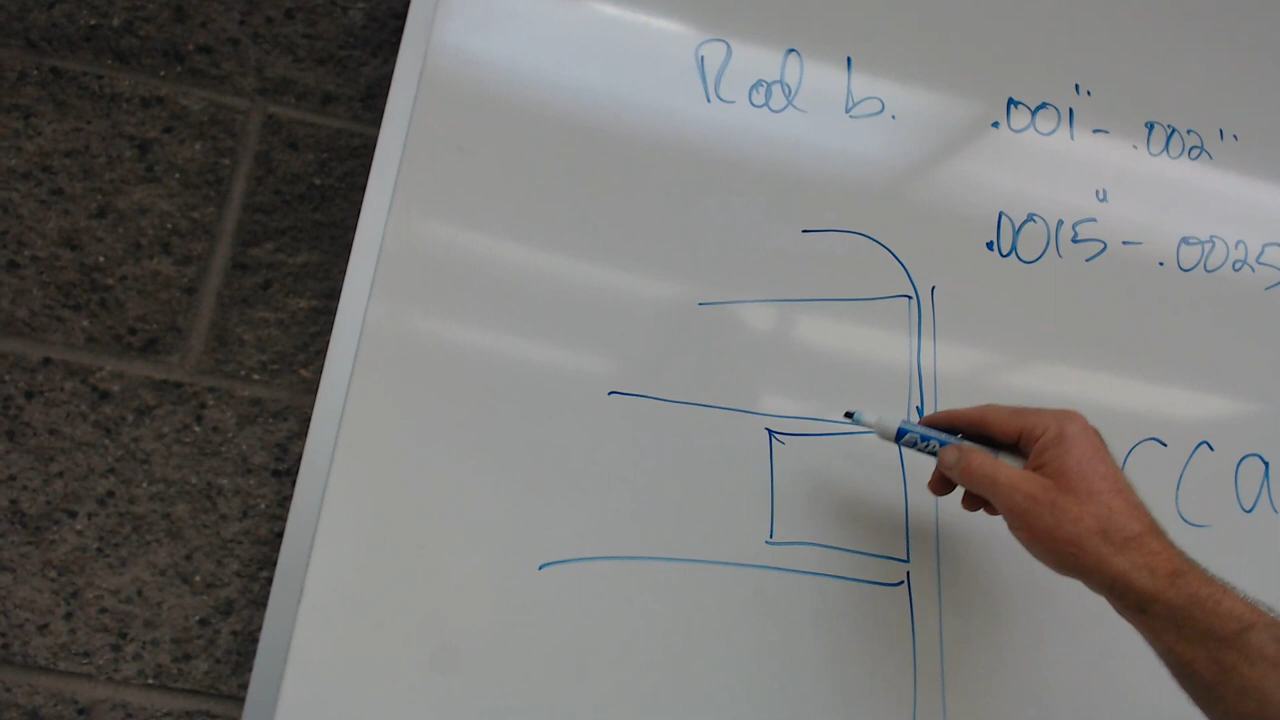 Rod b. .001" - .002"
.0015" - .0025